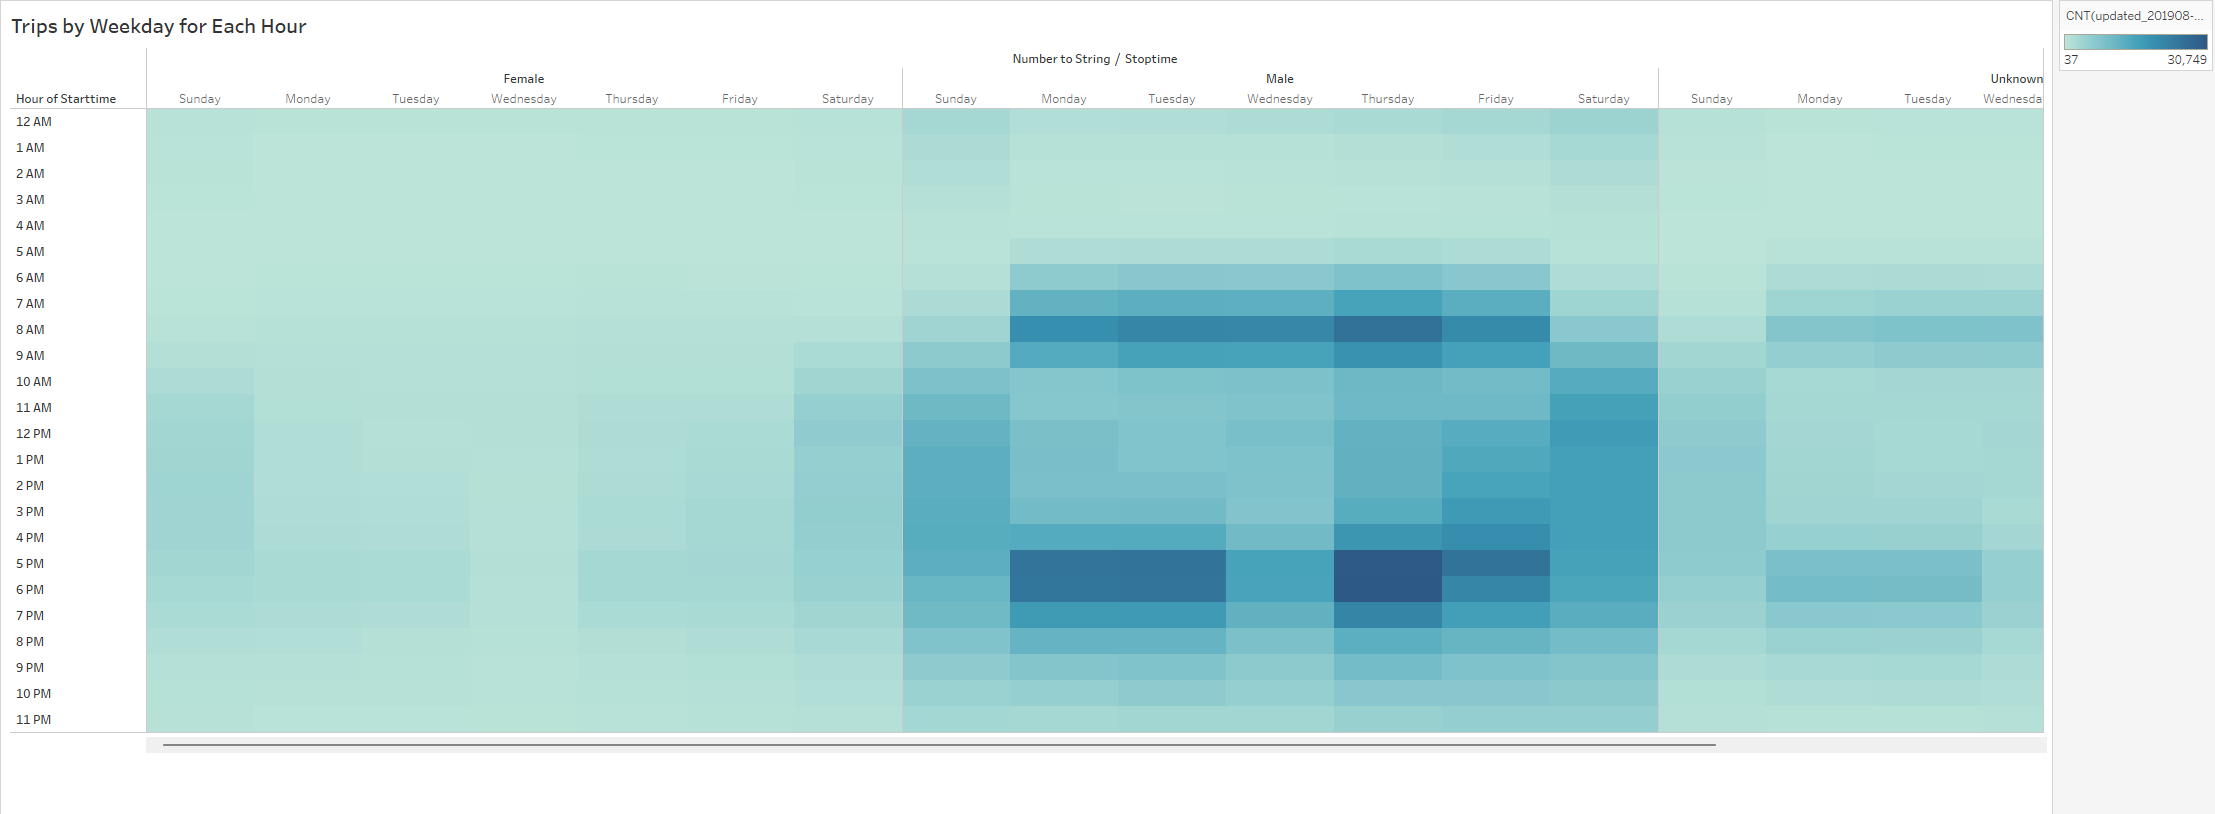 Trips by Weekday for Each Hour
CNT(updated_201908-...
37 30,749
Number to String / Stoptime
Female Male Unknown
Hour of Starttime Sunday Monday Tuesday Wednesday Thursday Friday Saturday Sunday Monday Tuesday Wednesday Thursday Friday Saturday Sunday Monday Tuesday Wednesda
12 AM
1 AM
2 AM
3 AM
4 AM
5 AM
6 AM
7 AM
8 AM
9 AM
10 AM
11 AM
12 PM
1 PM
2 PM
3 PM
4 PM
5 PM
6 PM
7 PM
8 PM
9 PM
10 PM
11 PM